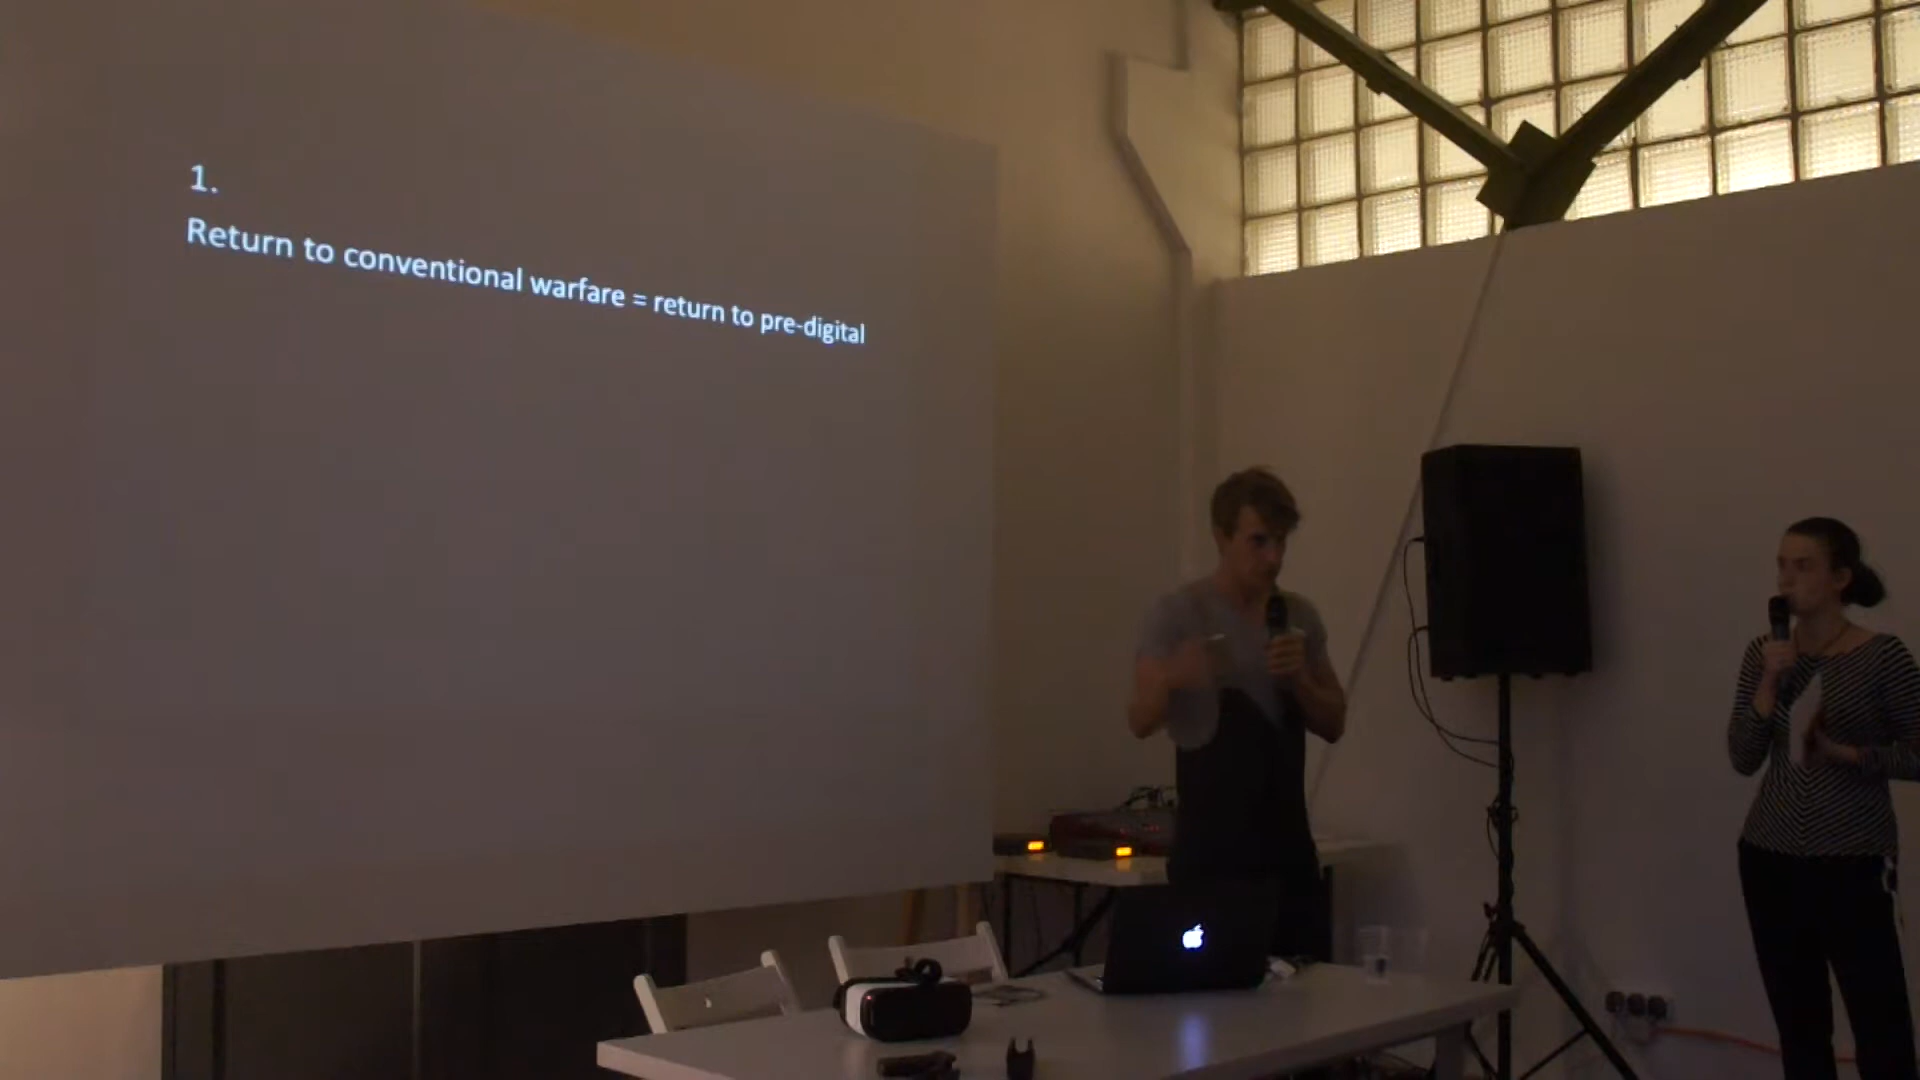 1.
Return to conventional warfare = return to pre-digital